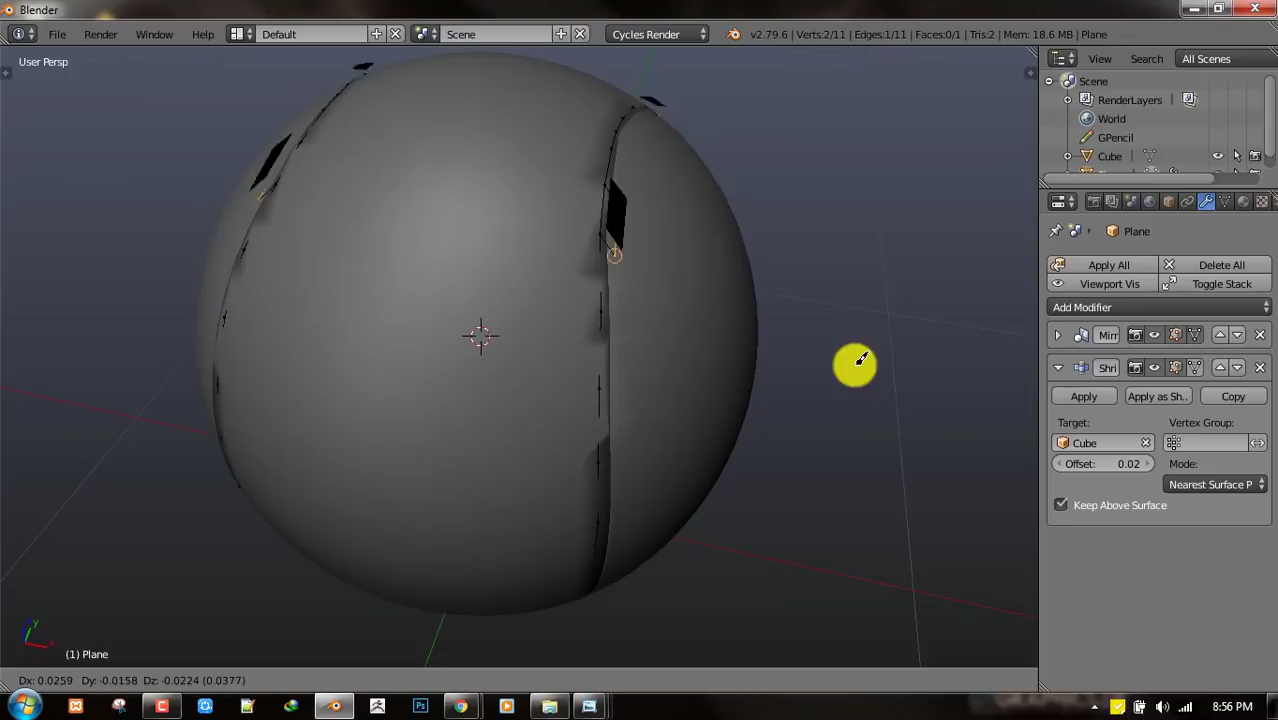 Blender
File Render Window Help Default Scene Cycles Render v2.79.6 | Verts:2/11 | Edges:1/11 | Faces:0/1 | Tris:2 | Mem: 18.6 MB | Plane
User Persp
View Search All Scenes
Scene
RenderLayers
World
GPencil
Cube
Plane
Apply All Delete All
Viewport Vis Toggle Stack
Add Modifier
Mirr
Shri
Apply Apply as Sh.. Copy
Target: Vertex Group:
Cube
Offset: 0.02 Mode:
Nearest Surface P
Keep Above Surface
y
x
(1) Plane
Dx: 0.0259 Dy: -0.0158 Dz: -0.0224 (0.0377)
8:56 PM